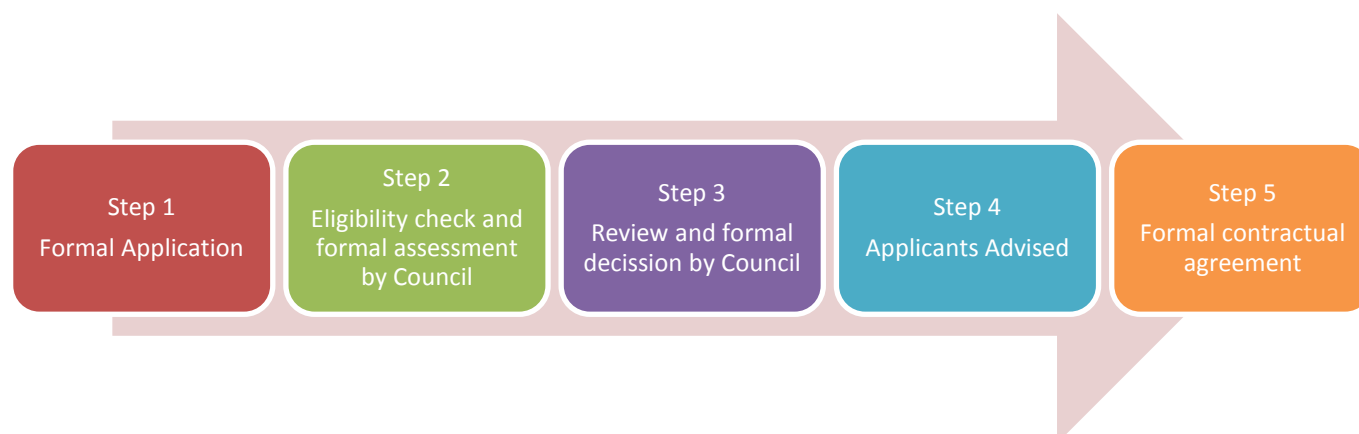 Step 1
Formal Application
Step 2
Eligibility check and
formal assessment
by Council
Step 3
Review and formal
decission by Council
Step 4
Applicants Advised
Step 5
Formal contractual
agreement